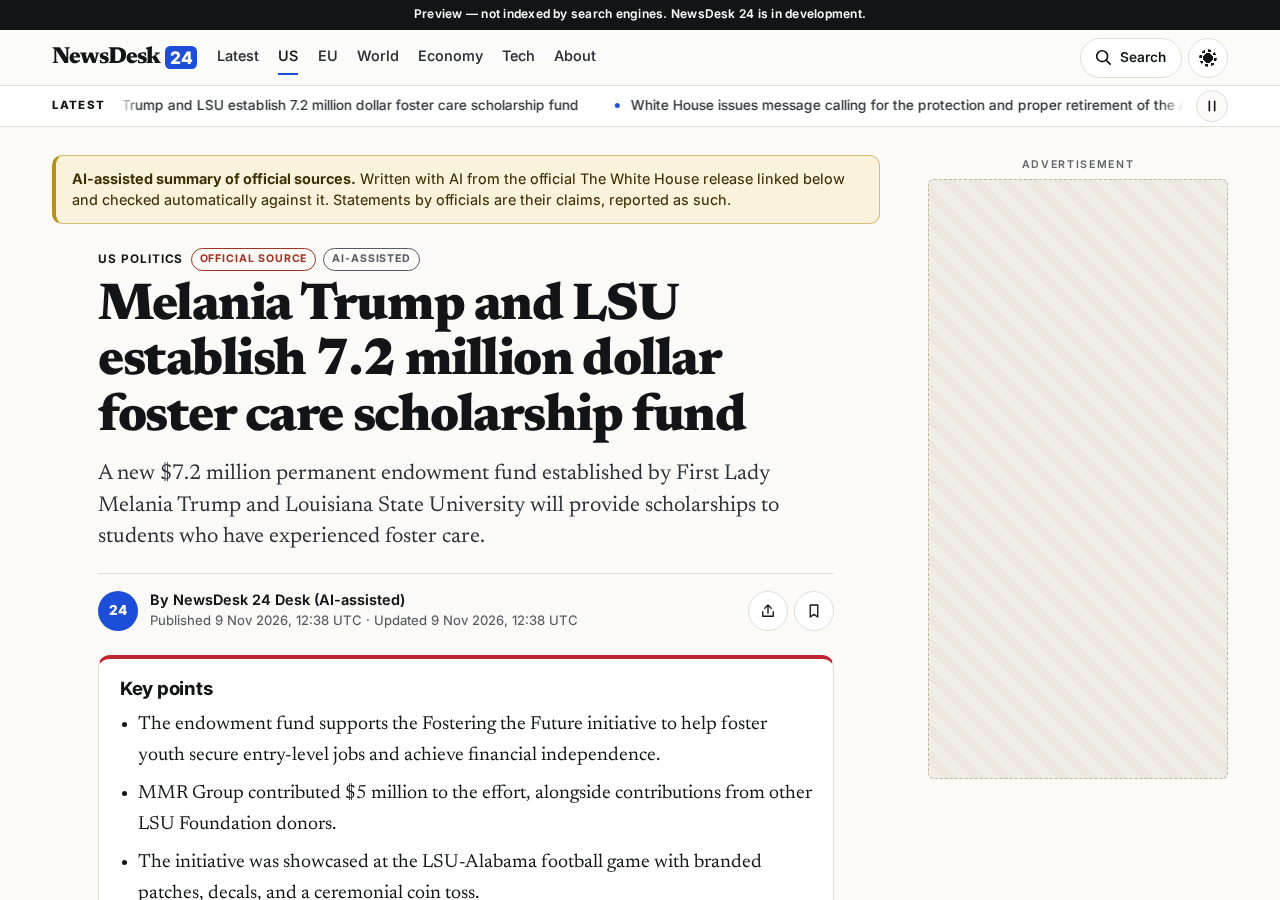 Preview — not indexed by search engines. NewsDesk 24 is in development.
NewsDesk 24
Latest US EU World Economy Tech About
Search
LATEST
Trump and LSU establish 7.2 million dollar foster care scholarship fund • White House issues message calling for the protection and proper retirement of the
AI-assisted summary of official sources. Written with AI from the official The White House release linked below
and checked automatically against it. Statements by officials are their claims, reported as such.
ADVERTISEMENT
US POLITICS OFFICIAL SOURCE AI-ASSISTED
Melania Trump and LSU
establish 7.2 million dollar
foster care scholarship fund
A new $7.2 million permanent endowment fund established by First Lady
Melania Trump and Louisiana State University will provide scholarships to
students who have experienced foster care.
24
By NewsDesk 24 Desk (AI-assisted)
Published 9 Nov 2026, 12:38 UTC · Updated 9 Nov 2026, 12:38 UTC
Key points
• The endowment fund supports the Fostering the Future initiative to help foster
youth secure entry-level jobs and achieve financial independence.
• MMR Group contributed $5 million to the effort, alongside contributions from other
LSU Foundation donors.
• The initiative was showcased at the LSU-Alabama football game with branded
patches, decals, and a ceremonial coin toss.